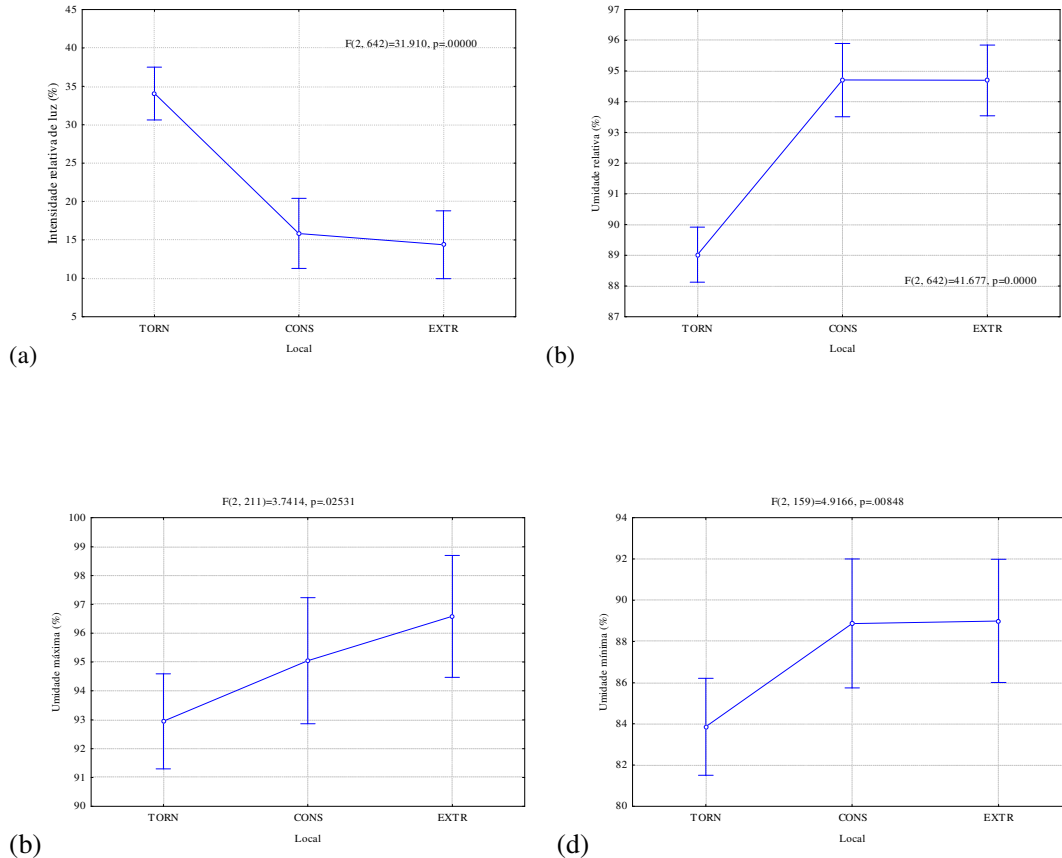 F(2, 642)=31.910, p=.00000
Intensidade relativa de luz (%)
45
40
35
30
25
20
15
10
5
TORN CONS EXTR
Local
(a)
F(2, 642)=41.677, p=0.0000
Umidade relativa (%)
97
96
95
94
93
92
91
90
89
88
87
TORN CONS EXTR
Local
(b)
F(2, 211)=3.7414, p=.02531
Umidade máxima (%)
100
99
98
97
96
95
94
93
92
91
90
TORN CONS EXTR
Local
(b)
F(2, 159)=4.9166, p=.00848
Umidade mínima (%)
94
92
90
88
86
84
82
80
TORN CONS EXTR
Local
(d)